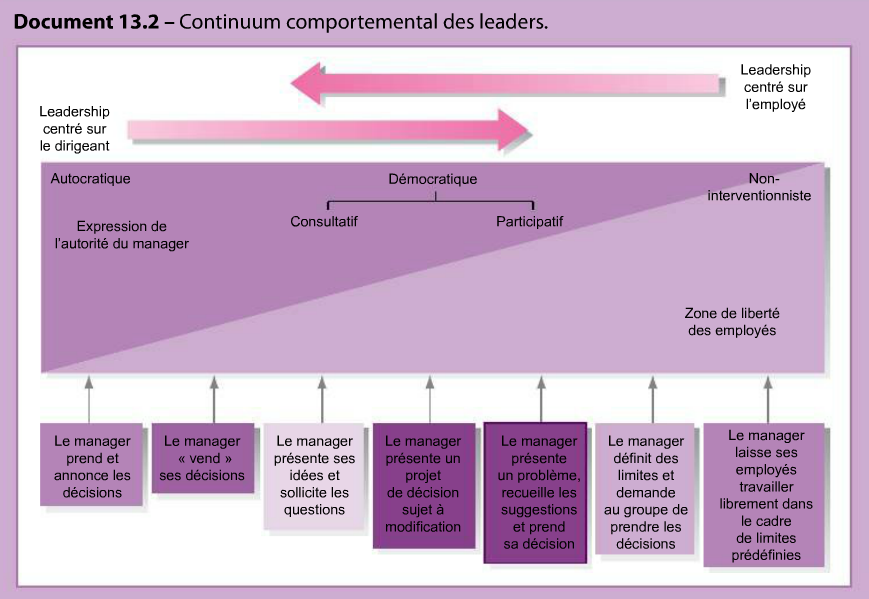 Document 13.2 – Continuum comportemental des leaders.
Leadership
centré sur
l’employé
Leadership
centré sur
le dirigeant
Autocratique
Démocratique
Non-
interventionniste
Consultatif
Participatif
Expression de
l’autorité du manager
Zone de liberté
des employés
Le manager
prend et
annonce les
décisions
Le manager
« vend »
ses décisions
Le manager
présente ses
idées et
sollicite les
questions
Le manager
présente un
projet
de décision
sujet à
modification
Le manager
présente
un problème,
recueille les
suggestions
et prend
sa décision
Le manager
définit des
limites et
demande
au groupe de
prendre les
décisions
Le manager
laisse ses
employés
travailler
librement dans
le cadre
de limites
prédéfinies